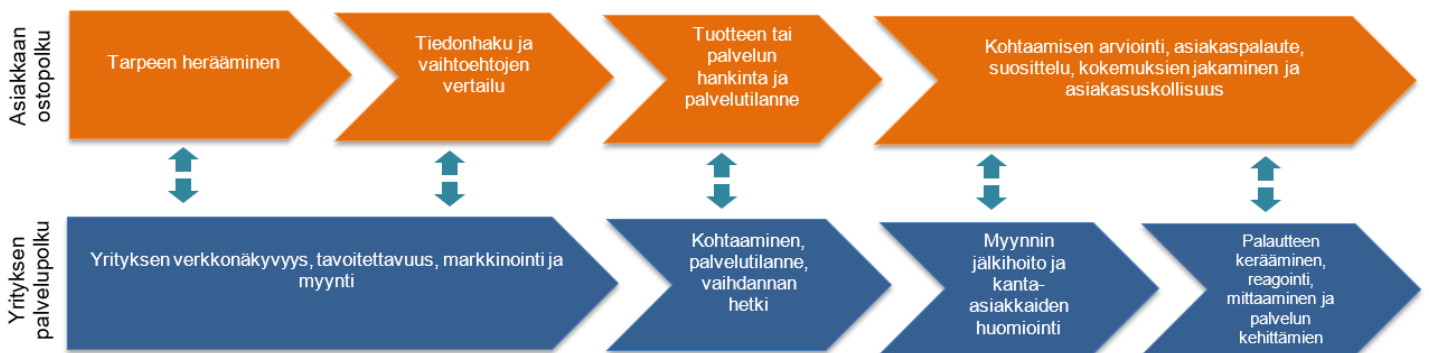 Asiakkaan
ostopolku
Tarpeen herääminen
Tiedonhaku ja
vaihtoehtojen
vertailu
Tuotteen tai
palvelun
hankinta ja
palvelutilanne
Kohtaamisen arviointi, asiakaspalaute,
suosittelu, kokemuksien jakaminen ja
asiakasuskollisuus
Yrityksen
palvelupolku
Yrityksen verkkonäkyvyys, tavoitettavuus, markkinointi ja
myynti
Kohtaaminen,
palvelutilanne,
vaihdannan
hetki
Myynnin
jälkihoito ja
kanta-
asiakkaiden
huomiointi
Palautteen
kerääminen,
reagointi,
mittaaminen ja
palvelun
kehittämien